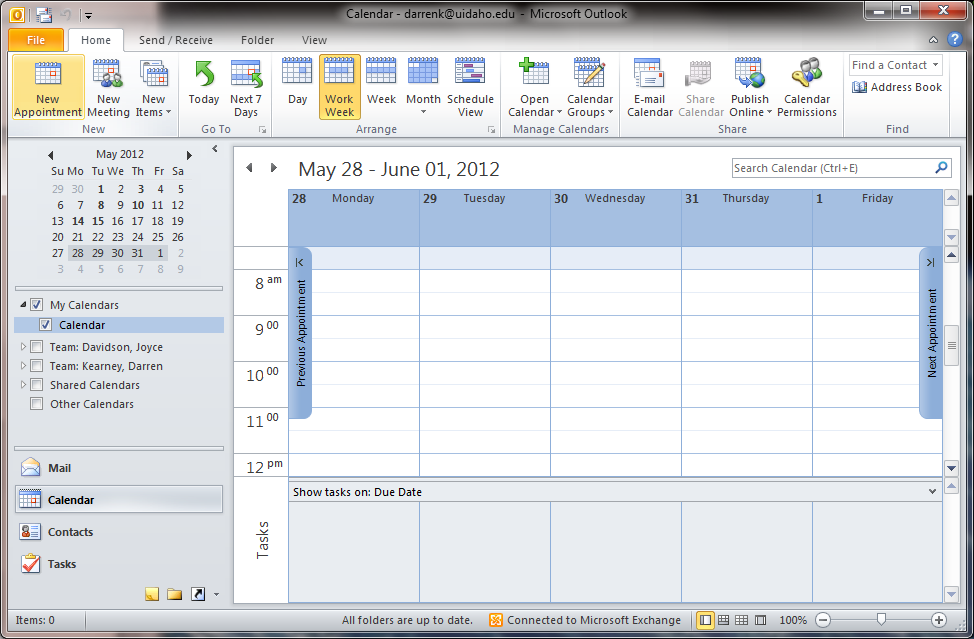 Calendar - darrenk@uidaho.edu - Microsoft Outlook
File Home Send / Receive Folder View
New Appointment
New Meeting
New Items
New
Today
Next 7 Days
Go To
Day
Work Week
Week
Month
Schedule View
Arrange
Open Calendar
Calendar Groups
Manage Calendars
E-mail Calendar
Share Calendar
Publish Online
Calendar Permissions
Share
Find a Contact
Address Book
Find
May 2012
Su Mo Tu We Th Fr Sa
29 30 1 2 3 4 5
6 7 8 9 10 11 12
13 14 15 16 17 18 19
20 21 22 23 24 25 26
27 28 29 30 31 1 2
3 4 5 6 7 8 9
My Calendars
Calendar
Team: Davidson, Joyce
Team: Kearney, Darren
Shared Calendars
Other Calendars
Mail
Calendar
Contacts
Tasks
May 28 - June 01, 2012
Search Calendar (Ctrl+E)
28 Monday 29 Tuesday 30 Wednesday 31 Thursday 1 Friday
8 am
9 00
10 00
11 00
12 pm
Previous Appointment
Next Appointment
Show tasks on: Due Date
Tasks
Items: 0
All folders are up to date.
Connected to Microsoft Exchange
100%